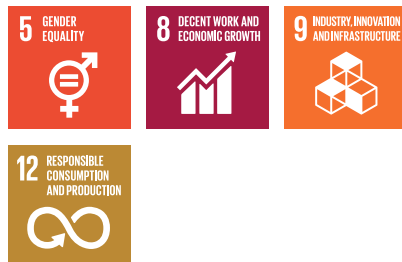 5 GENDER
EQUALITY
8 DECENT WORK AND
ECONOMIC GROWTH
9 INDUSTRY, INNOVATION
AND INFRASTRUCTURE
12 RESPONSIBLE
CONSUMPTION
AND PRODUCTION